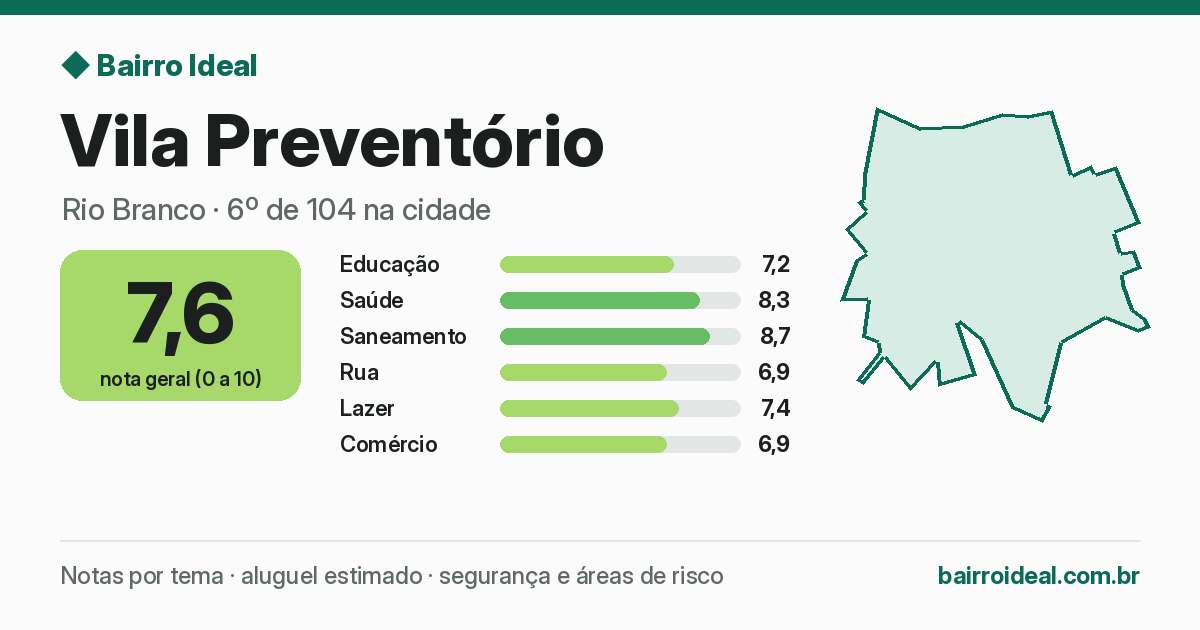 Bairro Ideal
Vila Preventório
Rio Branco · 6º de 104 na cidade
7,6
nota geral (0 a 10)
Educação 7,2
Saúde 8,3
Saneamento 8,7
Rua 6,9
Lazer 7,4
Comércio 6,9
Notas por tema · aluguel estimado · segurança e áreas de risco
bairroideal.com.br